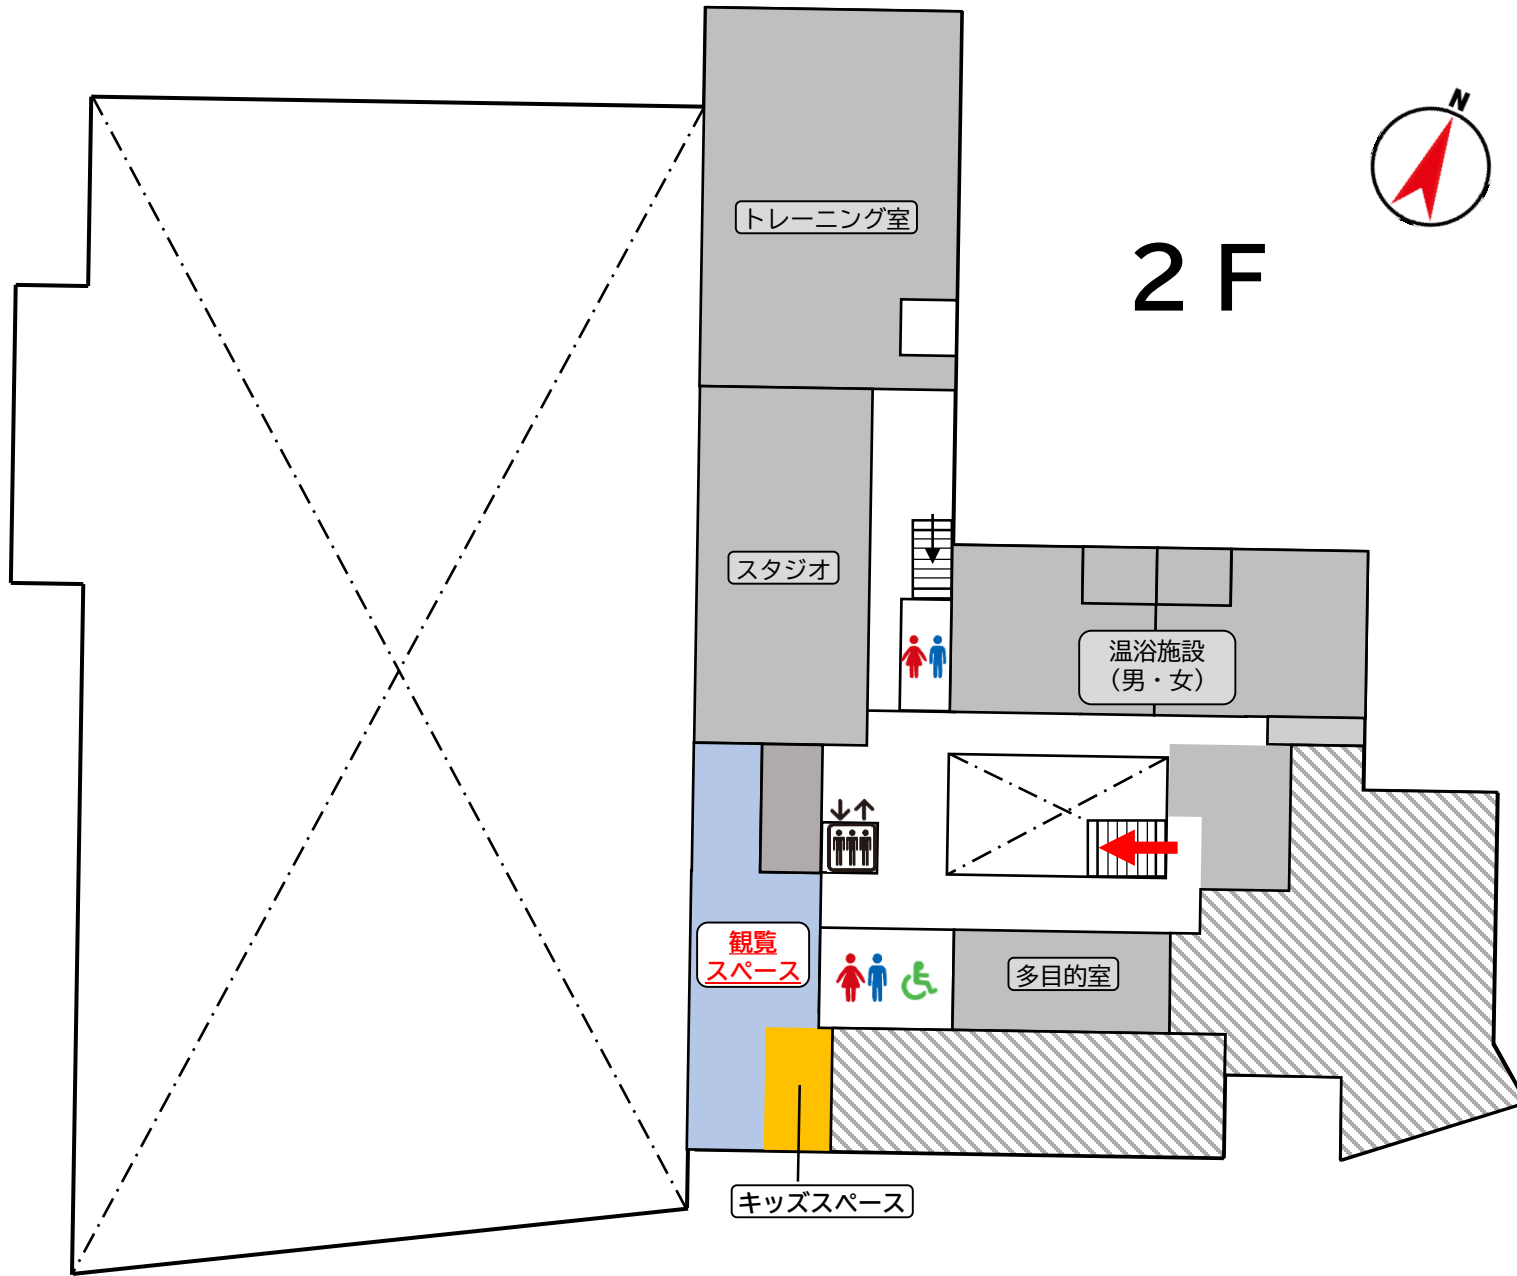 N
２Ｆ
トレーニング室
スタジオ
温浴施設
（男・女）
観覧
スペース
多目的室
キッズスペース